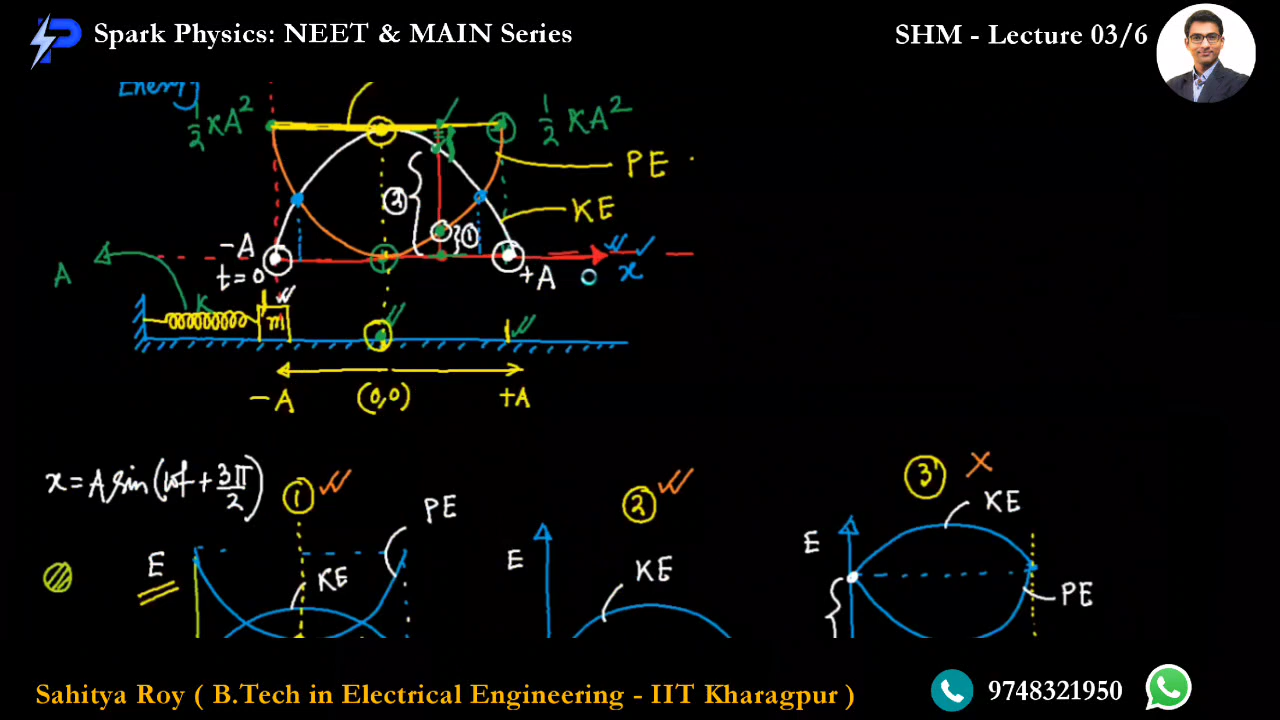 Spark Physics: NEET & MAIN Series
SHM - Lecture 03/6
Energy
½ KA²
½ KA²
PE
② ①
KE
-A
t=0
+A
x
A
K
m
-A (0,0) +A
x = A sin(ωt + 3π/2)
① ② ③
E KE PE
E KE
E KE PE
Sahitya Roy ( B.Tech in Electrical Engineering - IIT Kharagpur )
9748321950